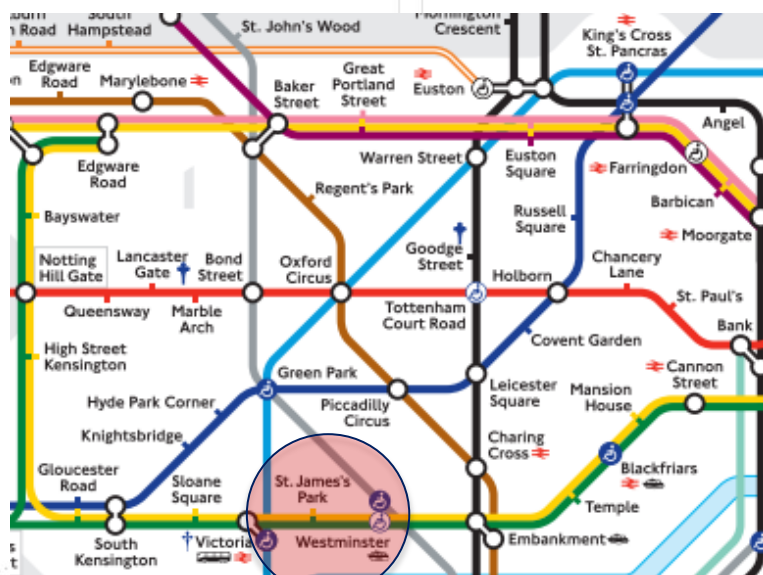 South
Hampstead
St. John's Wood
Crescent
King's Cross
St. Pancras
Edgware
Road
Marylebone
Baker
Street
Great
Portland
Street
Euston
Angel
Edgware
Road
Warren Street
Euston
Square
Farringdon
Regent's Park
Barbican
Bayswater
Russell
Square
Moorgate
Notting
Hill Gate
Lancaster
Gate
Bond
Street
Oxford
Circus
Goodge
Street
Holborn
Chancery
Lane
Queensway
Marble
Arch
Tottenham
Court Road
St. Paul's
Bank
High Street
Kensington
Covent Garden
Green Park
Cannon
Street
Hyde Park Corner
Piccadilly
Circus
Leicester
Square
Mansion
House
Knightsbridge
Charing
Cross
Gloucester
Road
Sloane
Square
St. James's
Park
Blackfriars
Temple
South
Kensington
Victoria
Westminster
Embankment